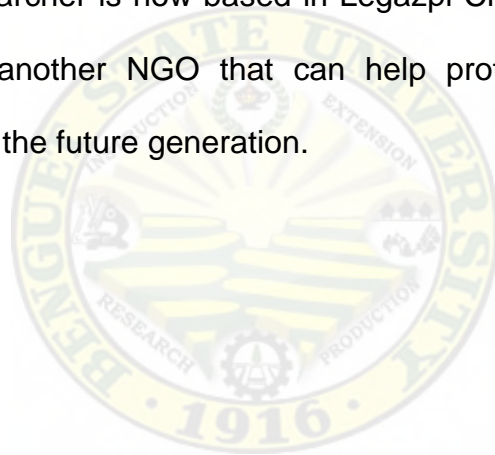 archer is now based in Legazpi
another NGO that can help
the future generation.
BENGUET STATE UNIVERSITY
INSTRUCTION
EXTENSION
RESEARCH
PRODUCTION
· 1916 ·